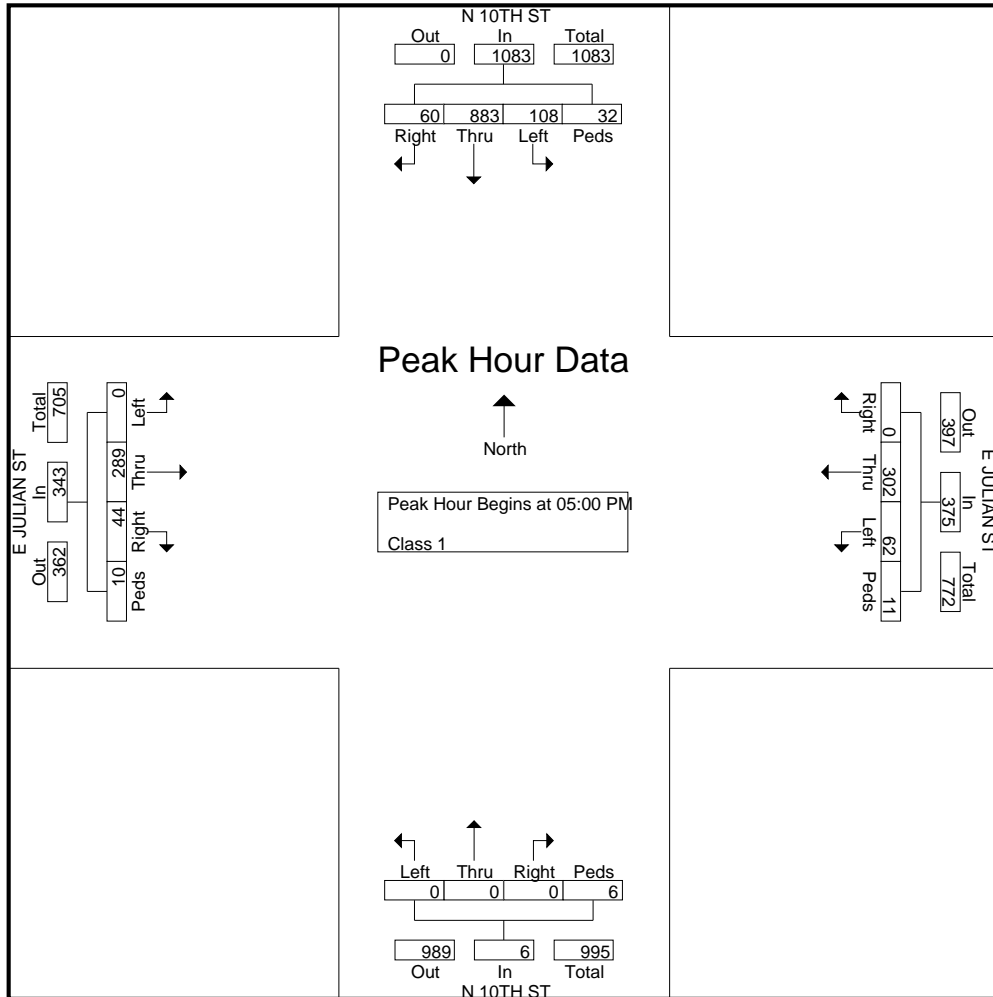 N 10TH ST
Out In Total
0 1083 1083
60 883 108 32
Right Thru Left Peds
Peak Hour Data
North
Peak Hour Begins at 05:00 PM
Class 1
E JULIAN ST
Total In Out
705 343 362
0 289 44 10
Left Thru Right Peds
E JULIAN ST
Out In Total
397 375 772
0 302 62 11
Right Thru Left Peds
Left Thru Right Peds
0 0 0 6
989 6 995
Out In Total
N 10TH ST